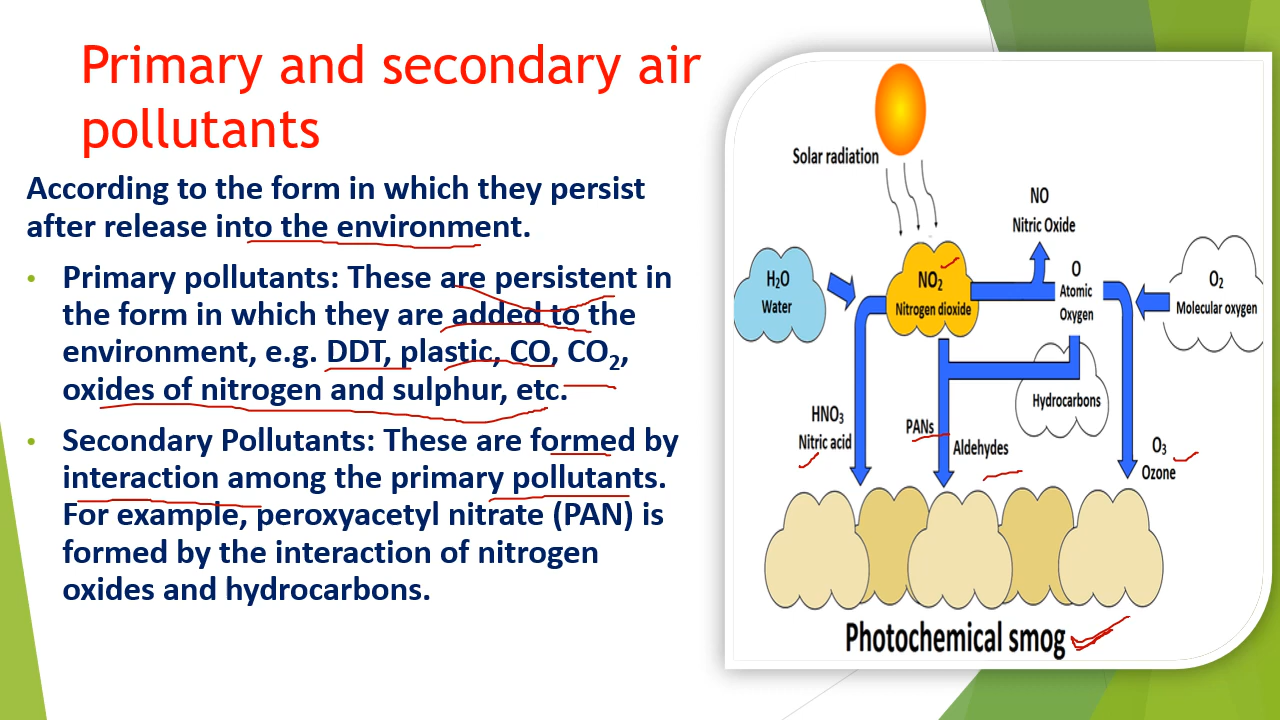 Primary and secondary air
pollutants
According to the form in which they persist
after release into the environment.
• Primary pollutants: These are persistent in
the form in which they are added to the
environment, e.g. DDT, plastic, CO, CO₂,
oxides of nitrogen and sulphur, etc.
• Secondary Pollutants: These are formed by
interaction among the primary pollutants.
For example, peroxyacetyl nitrate (PAN) is
formed by the interaction of nitrogen
oxides and hydrocarbons.
Solar radiation
NO
Nitric Oxide
H₂O
Water
NO₂
Nitrogen dioxide
O
Atomic
Oxygen
O₂
Molecular oxygen
Hydrocarbons
HNO₃
Nitric acid
PANs
Aldehydes
O₃
Ozone
Photochemical smog